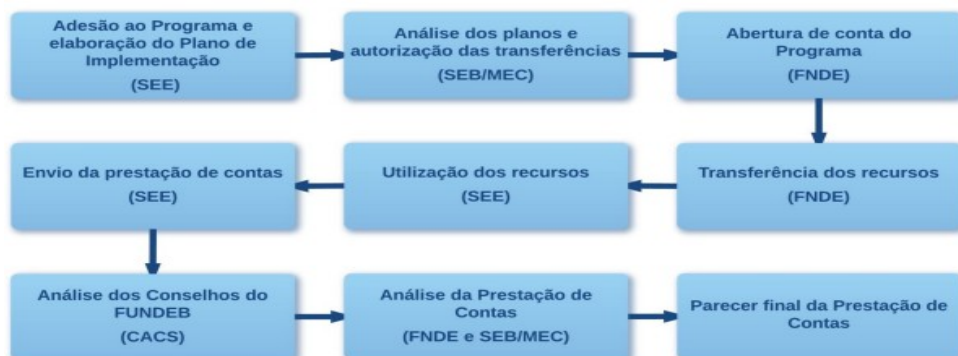 Adesão ao Programa e
elaboração do Plano de
Implementação
(SEE)
Análise dos planos e
autorização das transferências
(SEB/MEC)
Abertura de conta do
Programa
(FNDE)
Transferência dos recursos
(FNDE)
Utilização dos recursos
(SEE)
Envio da prestação de contas
(SEE)
Análise dos Conselhos do
FUNDEB
(CACS)
Análise da Prestação de
Contas
(FNDE e SEB/MEC)
Parecer final da Prestação de
Contas